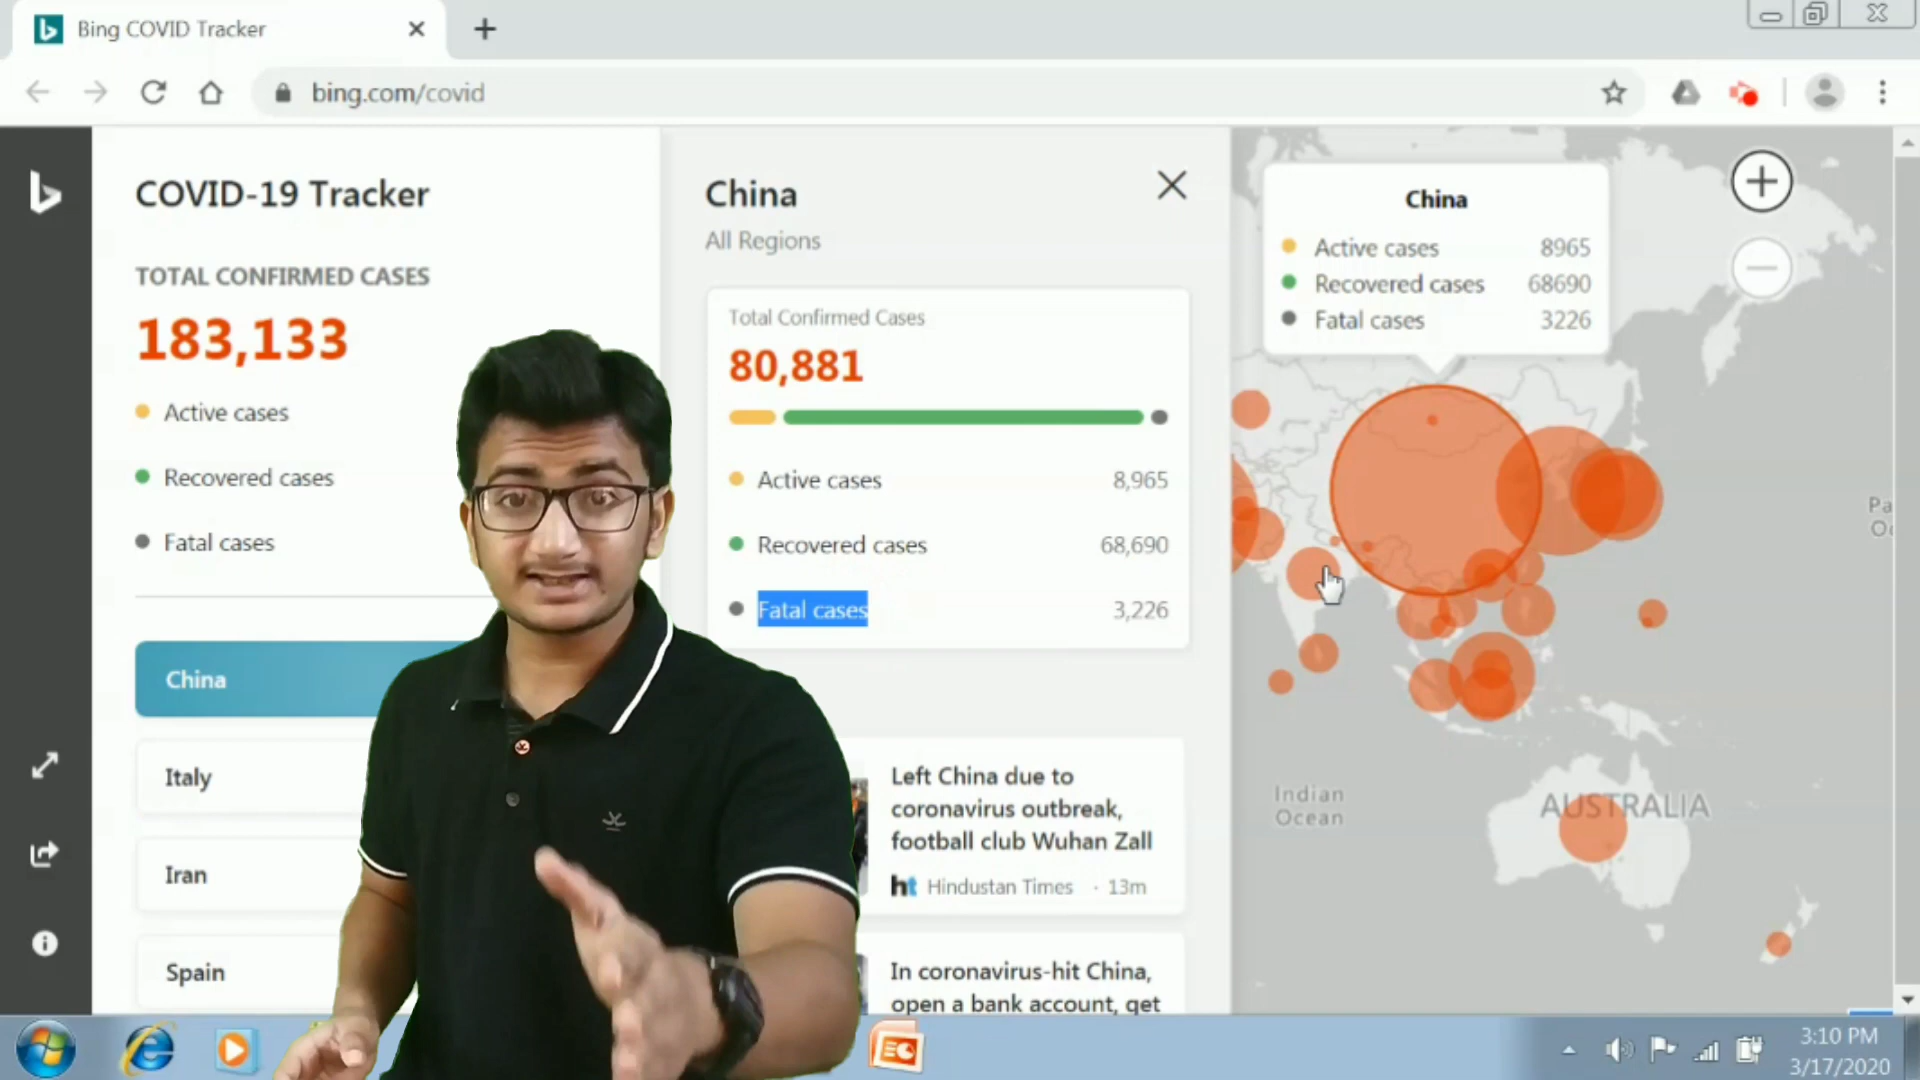 Bing COVID Tracker
bing.com/covid
COVID-19 Tracker
TOTAL CONFIRMED CASES
183,133
Active cases
Recovered cases
Fatal cases
China
Italy
Iran
Spain
China
All Regions
Total Confirmed Cases
80,881
Active cases 8,965
Recovered cases 68,690
Fatal cases 3,226
Left China due to
coronavirus outbreak,
football club Wuhan Zall
ht Hindustan Times · 13m
In coronavirus-hit China,
open a bank account, get
China
Active cases 8965
Recovered cases 68690
Fatal cases 3226
Pa
Oc
Indian
Ocean
AUSTRALIA
3:10 PM
3/17/2020